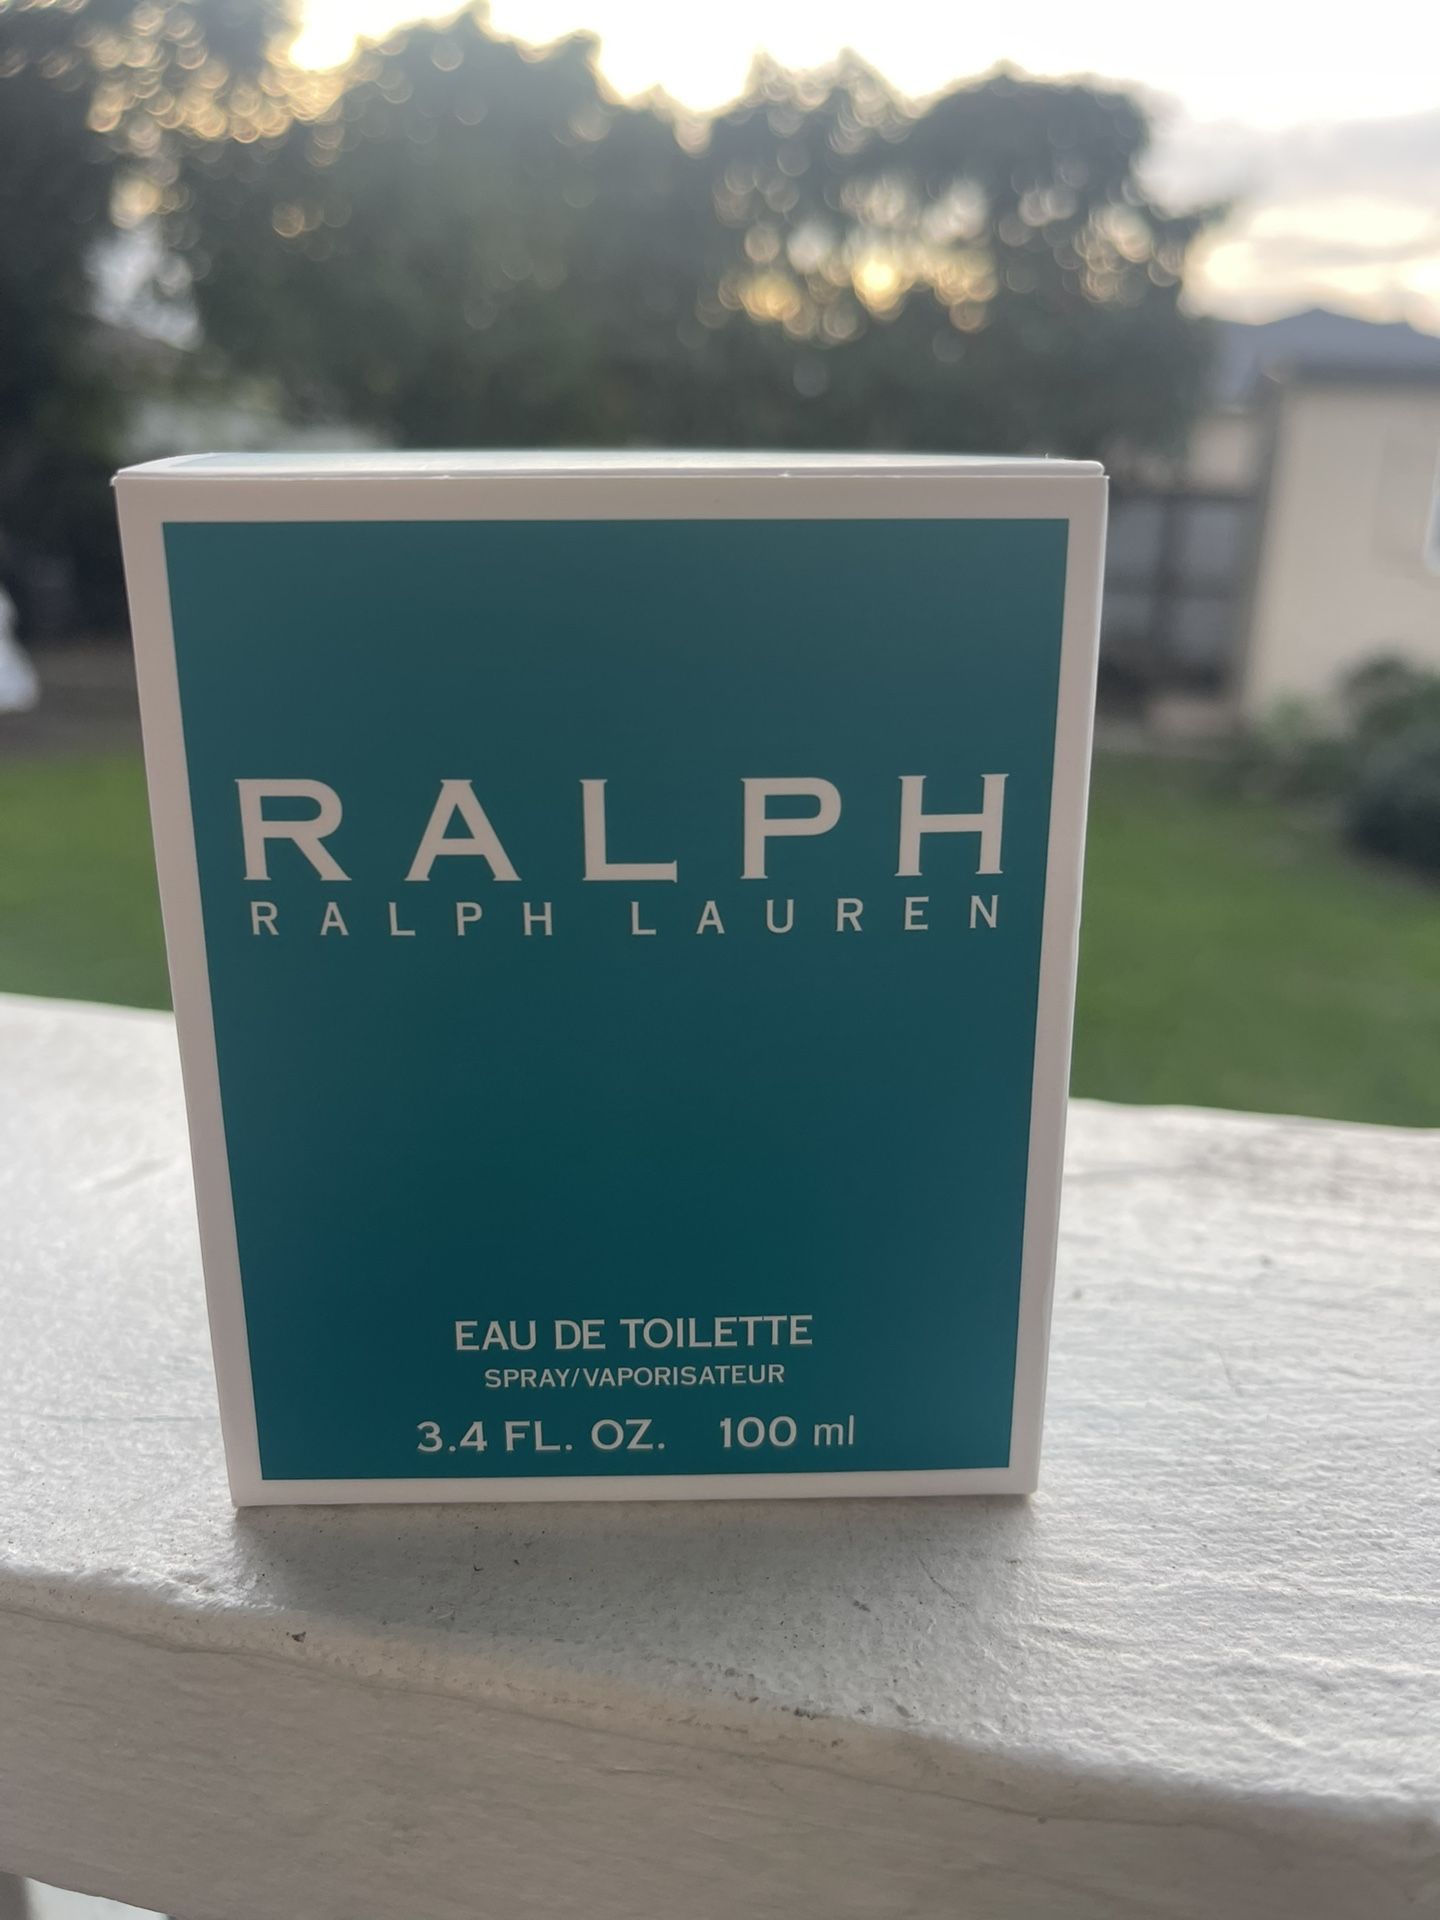 RALPH
RALPH LAUREN
EAU DE TOILETTE
SPRAY/VAPORISATEUR
3.4 FL. OZ. 100 ml